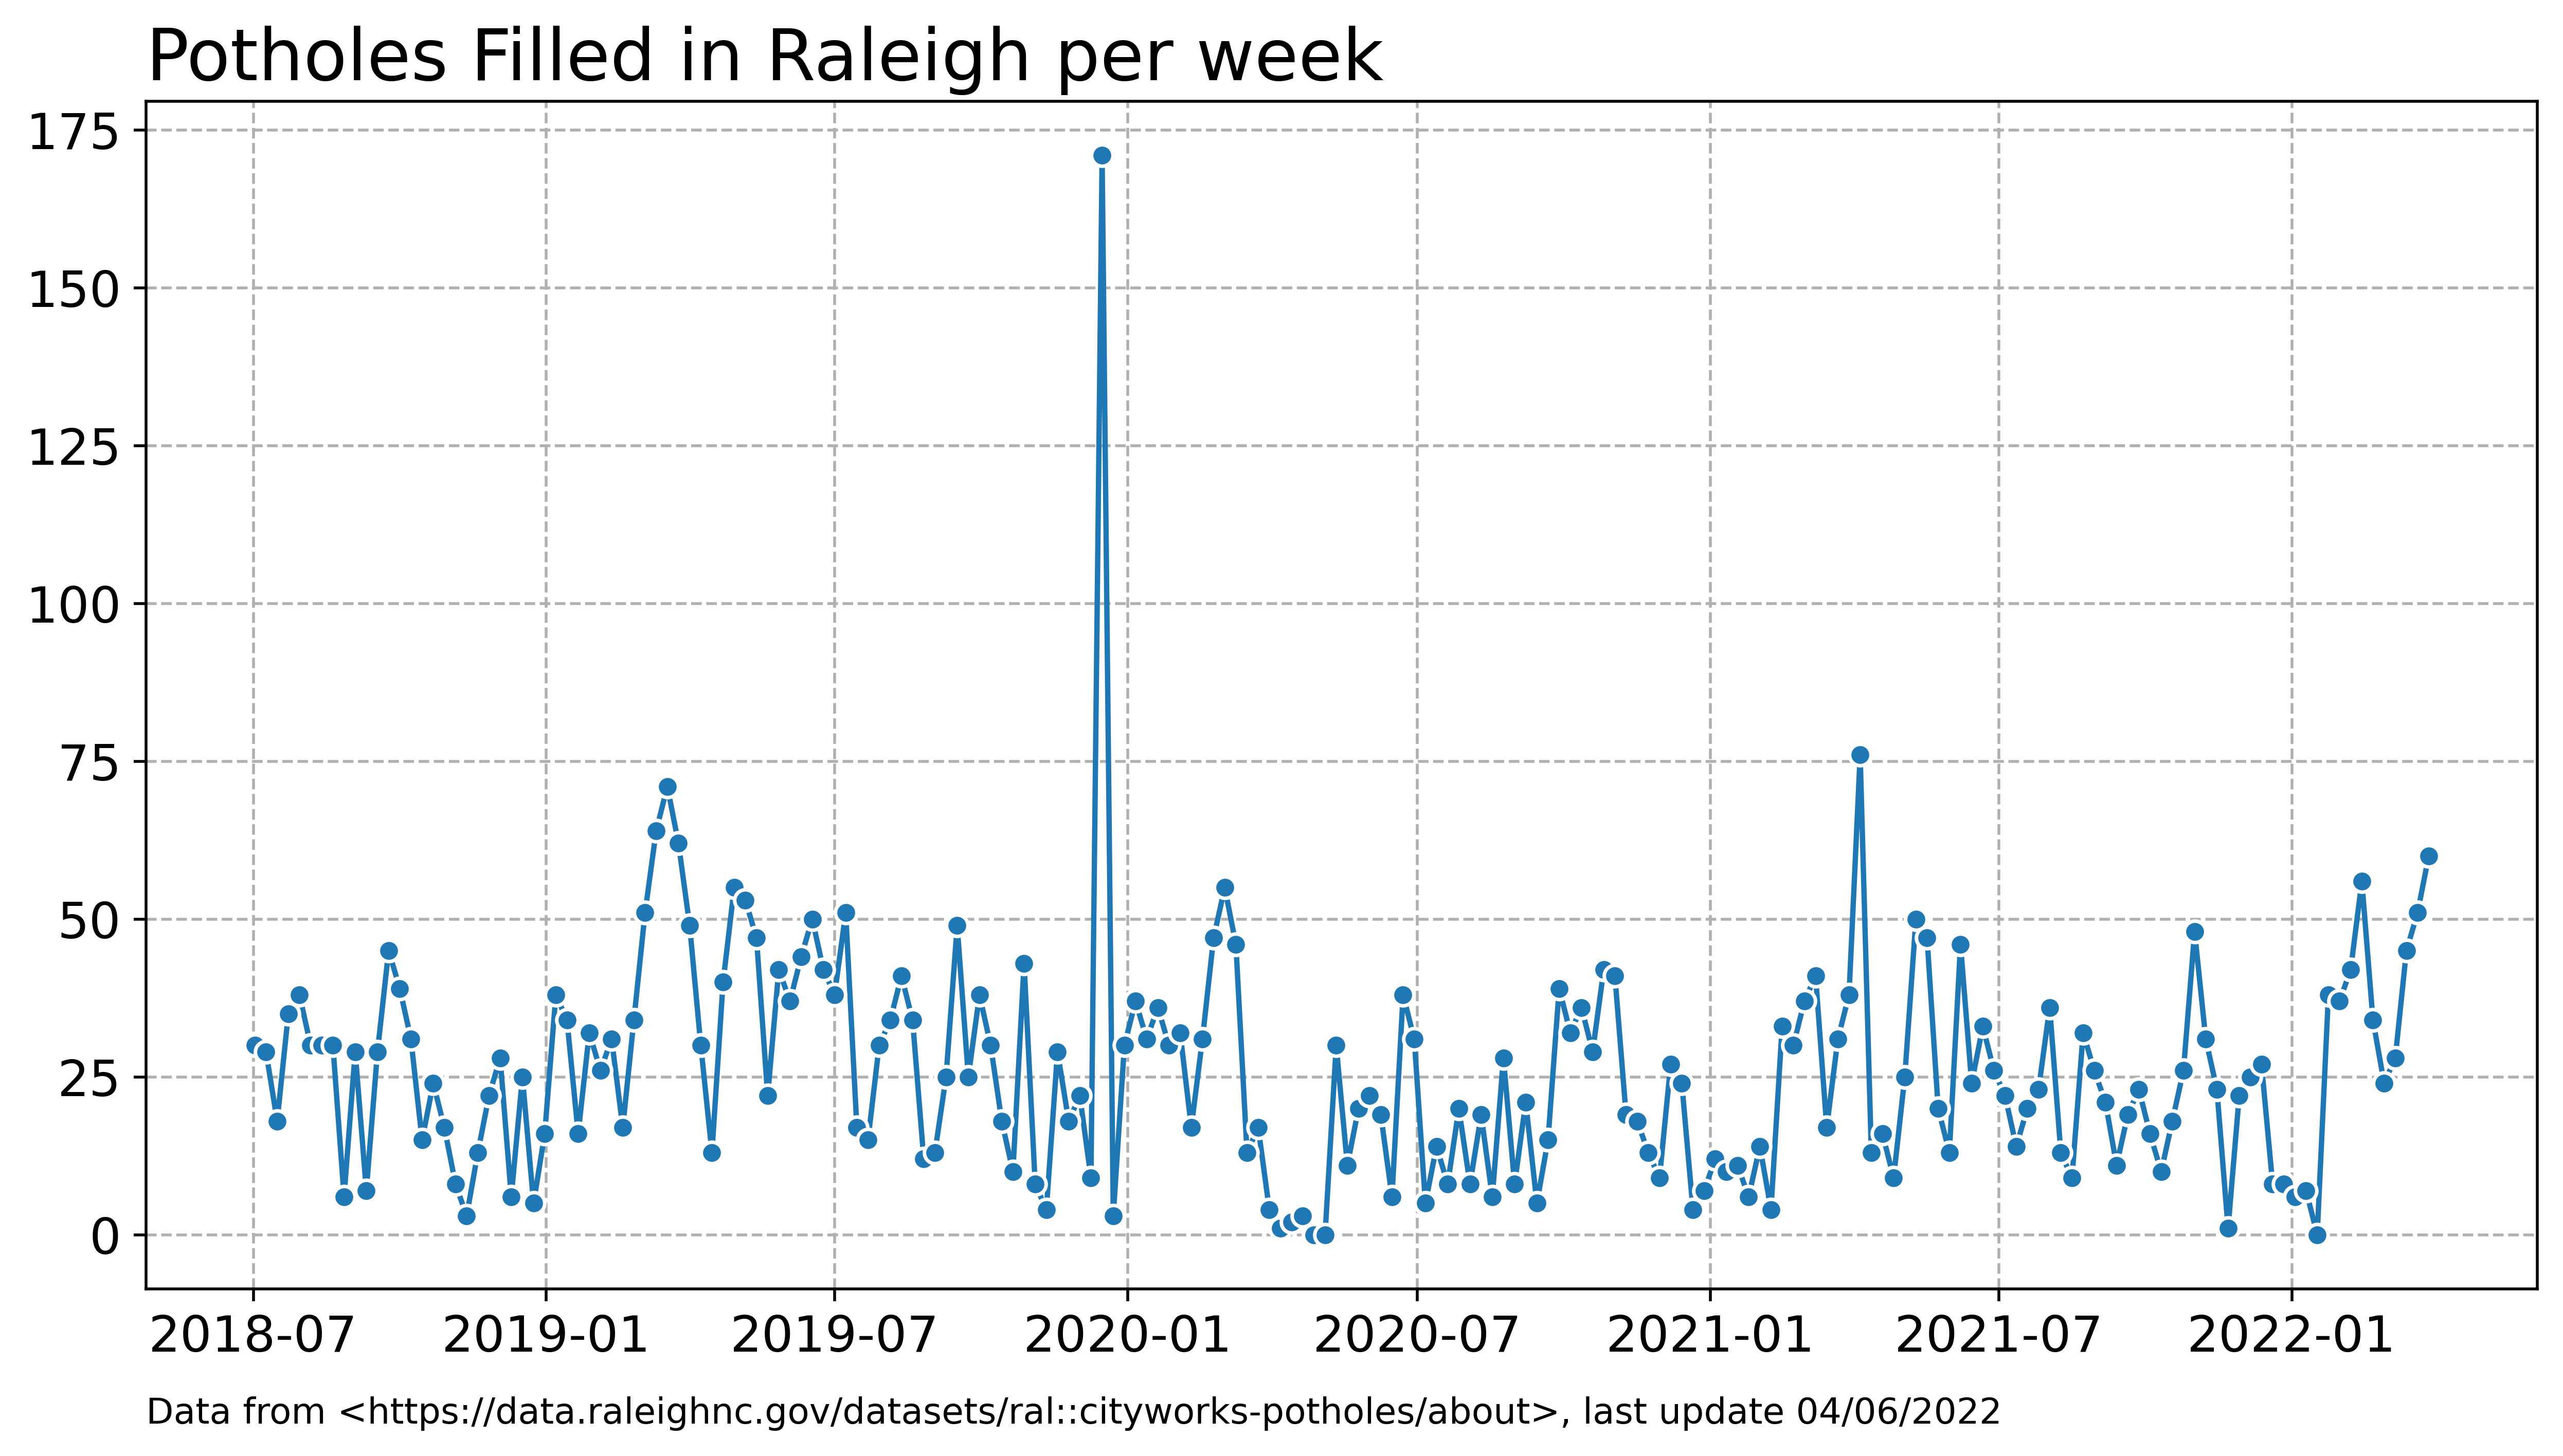 Potholes Filled in Raleigh per week
175
150
125
100
75
50
25
0
2018-07 2019-01 2019-07 2020-01 2020-07 2021-01 2021-07 2022-01
Data from <https://data.raleighnc.gov/datasets/ral::cityworks-potholes/about>, last update 04/06/2022